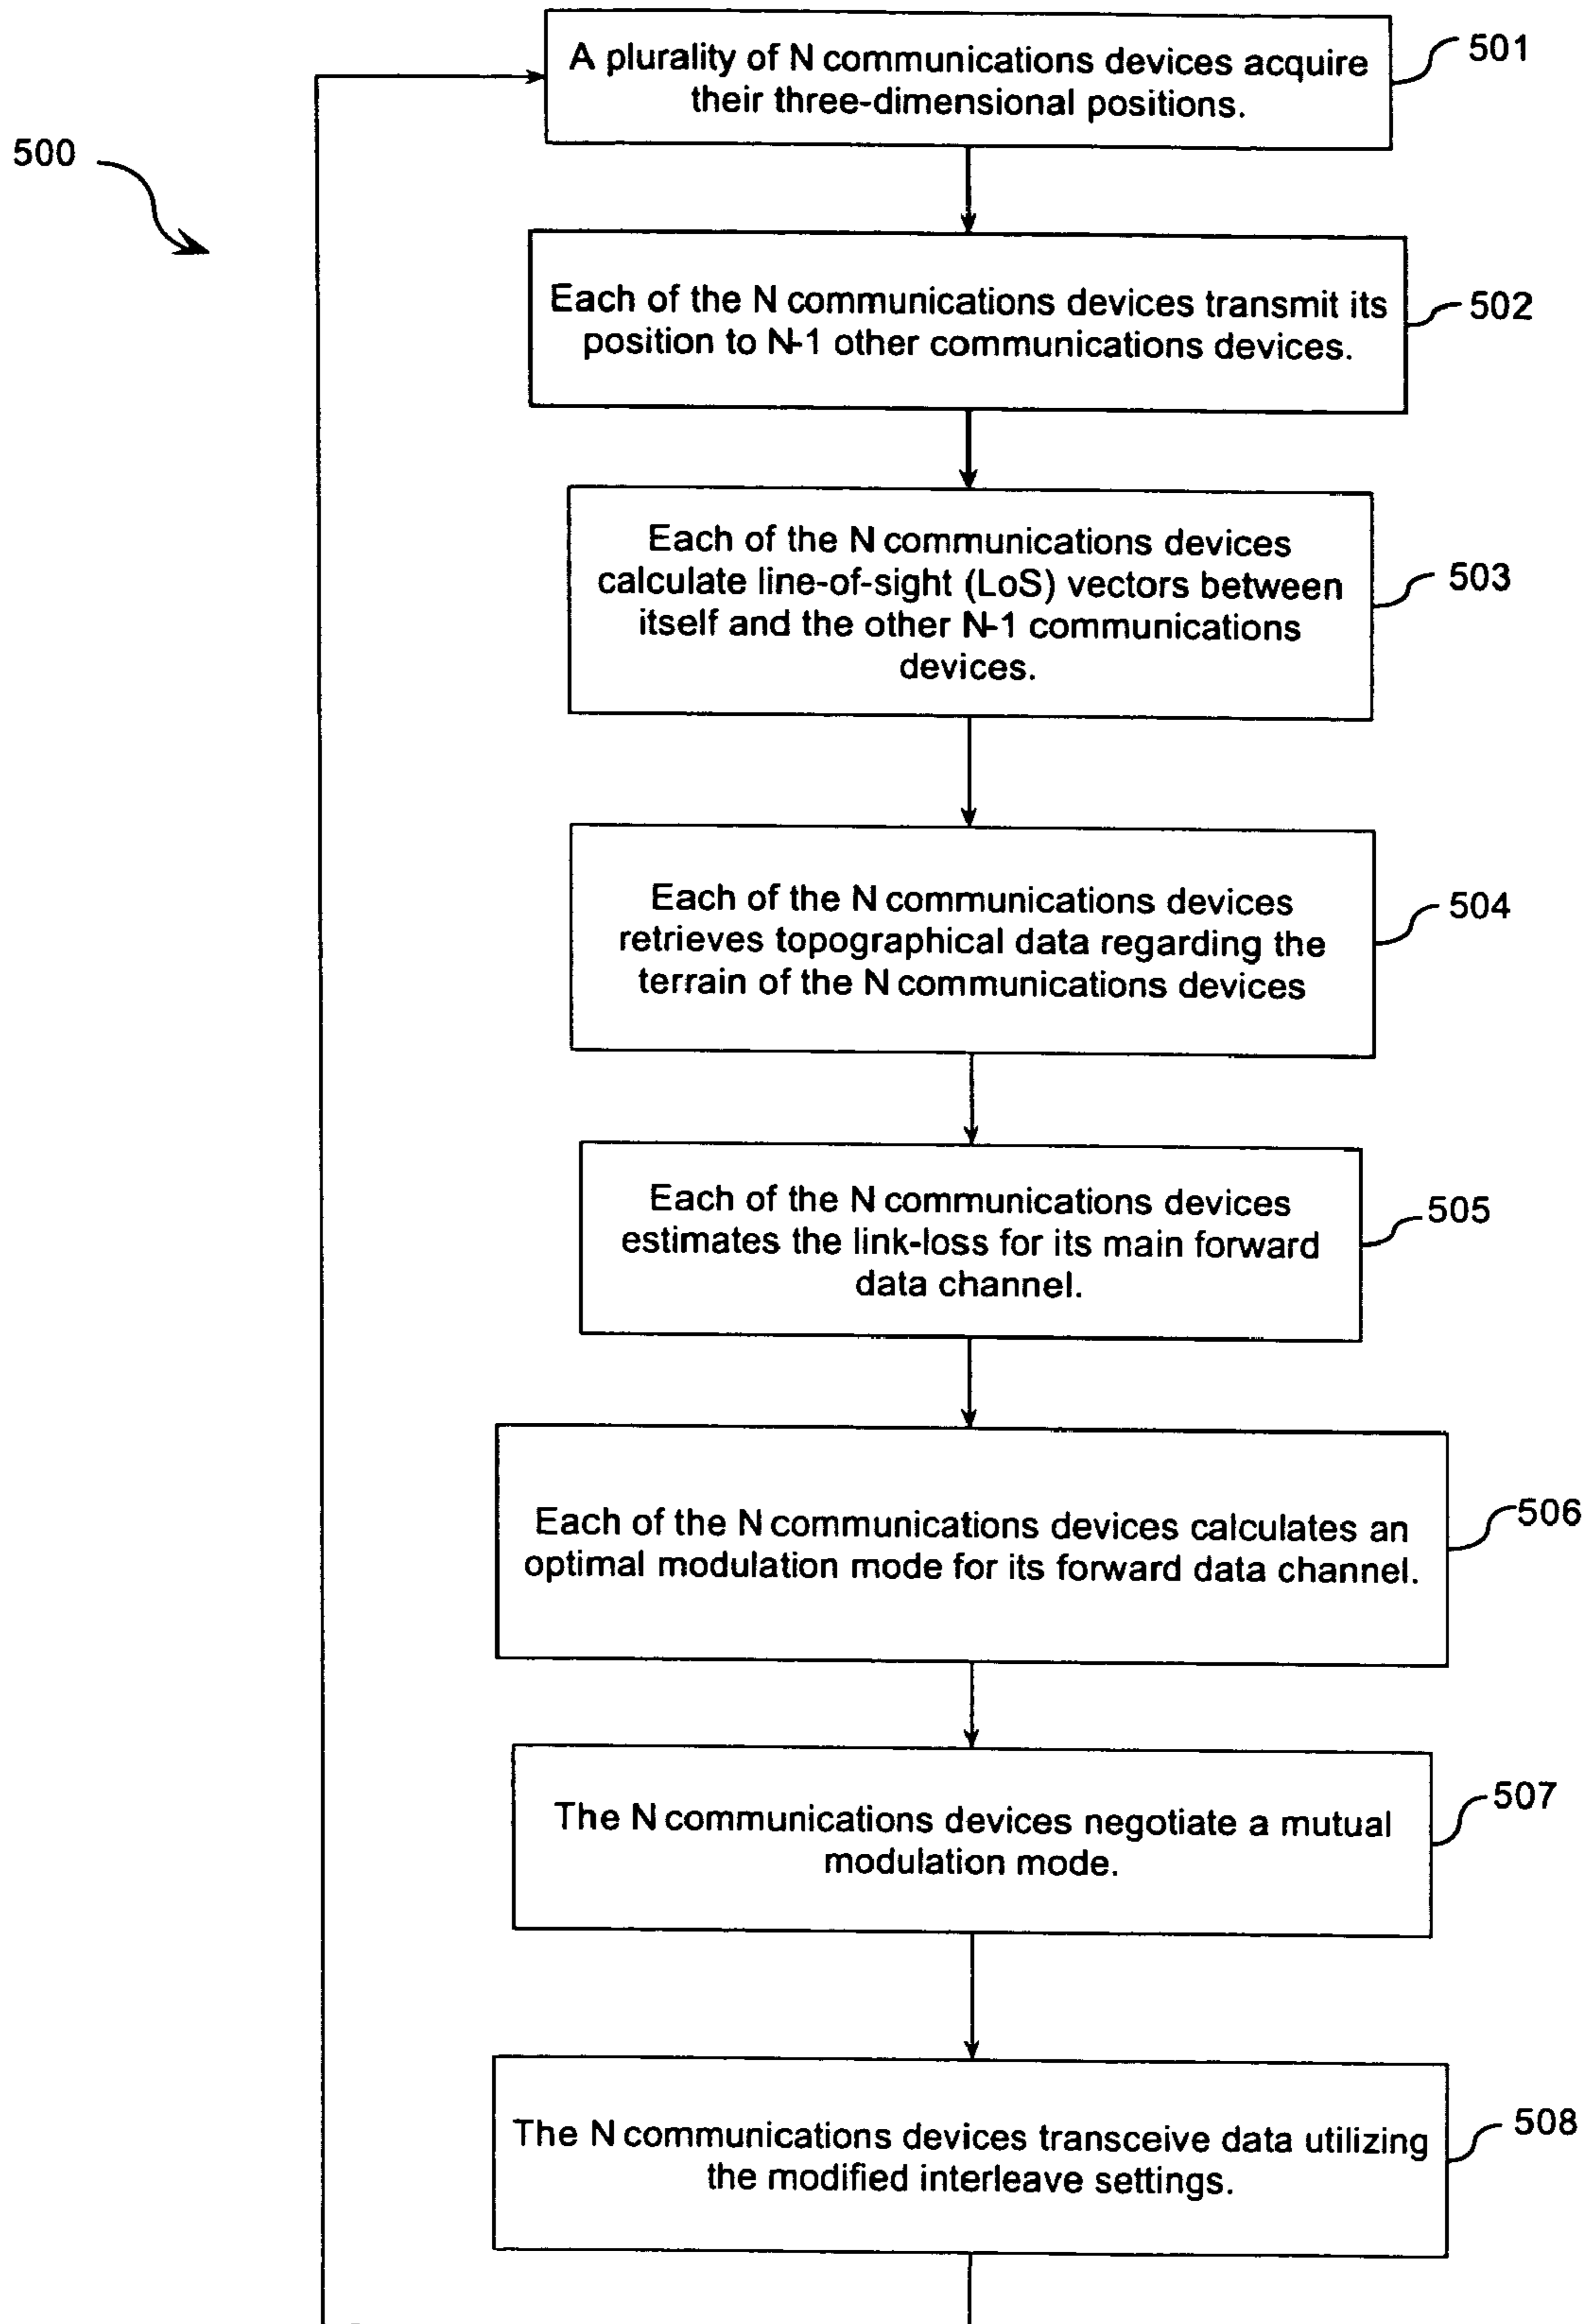 500
A plurality of N communications devices acquire
their three-dimensional positions.
501
Each of the N communications devices transmit its
position to N-1 other communications devices.
502
Each of the N communications devices
calculate line-of-sight (LoS) vectors between
itself and the other N-1 communications
devices.
503
Each of the N communications devices
retrieves topographical data regarding the
terrain of the N communications devices
504
Each of the N communications devices
estimates the link-loss for its main forward
data channel.
505
Each of the N communications devices calculates an
optimal modulation mode for its forward data channel.
506
The N communications devices negotiate a mutual
modulation mode.
507
The N communications devices transceive data utilizing
the modified interleave settings.
508